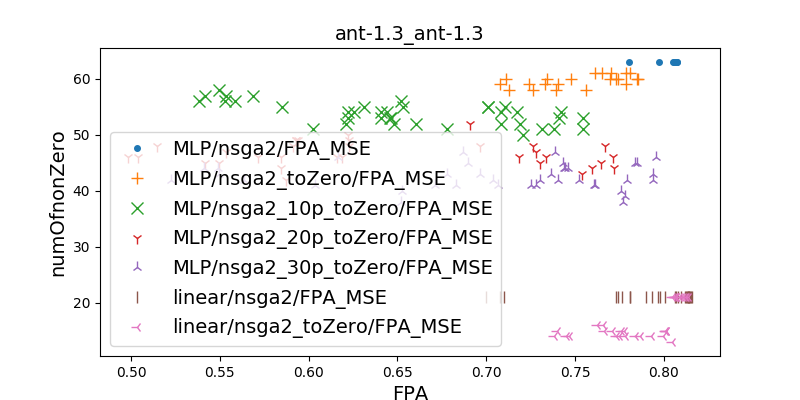 ant-1.3_ant-1.3
numOfnonZero
60
50
40
30
20
MLP/nsga2/FPA_MSE
MLP/nsga2_toZero/FPA_MSE
MLP/nsga2_10p_toZero/FPA_MSE
MLP/nsga2_20p_toZero/FPA_MSE
MLP/nsga2_30p_toZero/FPA_MSE
linear/nsga2/FPA_MSE
linear/nsga2_toZero/FPA_MSE
0.50 0.55 0.60 0.65 0.70 0.75 0.80
FPA